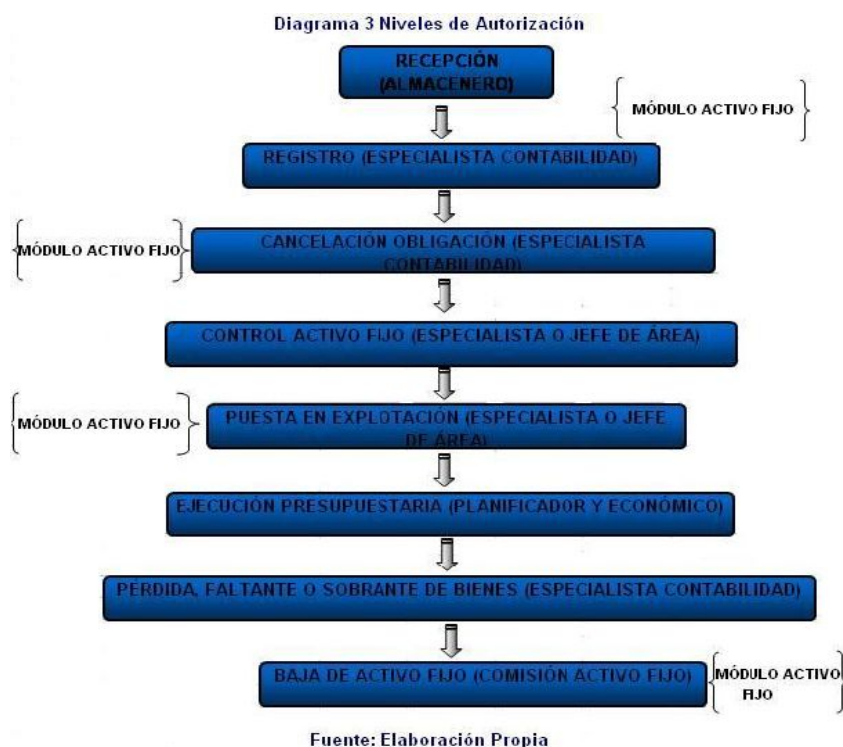 Diagrama 3 Niveles de Autorización
RECEPCIÓN
(ALMACENERO)
MÓDULO ACTIVO FIJO
REGISTRO (ESPECIALISTA CONTABILIDAD)
MÓDULO ACTIVO FIJO
CANCELACIÓN OBLIGACIÓN (ESPECIALISTA
CONTABILIDAD)
CONTROL ACTIVO FIJO (ESPECIALISTA O JEFE DE ÁREA)
MÓDULO ACTIVO FIJO
PUESTA EN EXPLOTACIÓN (ESPECIALISTA O JEFE
DE ÁREA)
EJECUCIÓN PRESUPUESTARIA (PLANIFICADOR Y ECONÓMICO)
PÉRDIDA, FALTANTE O SOBRANTE DE BIENES (ESPECIALISTA CONTABILIDAD)
BAJA DE ACTIVO FIJO (COMISIÓN ACTIVO FIJO)
MÓDULO ACTIVO
FIJO
Fuente: Elaboración Propia